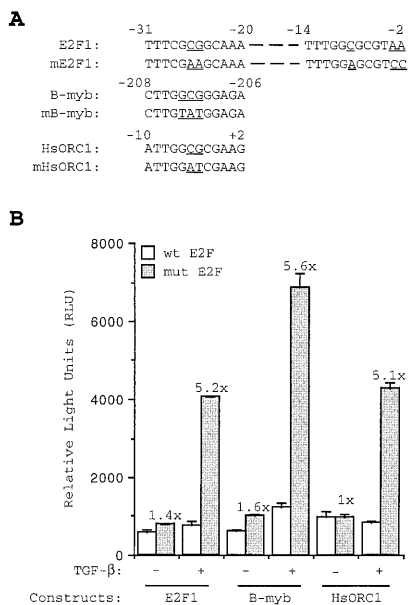 A
-31 -20 -14 -2
E2F1: TTTCGCGGCAAA TTTGGCGCGTAA
mE2F1: TTTCGAAGCAAA TTTGGAGCGTCC
-208 -206
B-myb: CTTGGCGGGAGA
mB-myb: CTTGTATGGAGA
-10 +2
HsORC1: ATTGGCGCGAAG
mHsORC1: ATTGGATCGAAG
B
Relative Light Units (RLU)
8000
6000
4000
2000
0
wt E2F
mut E2F
1.4x 5.2x 1.6x 5.6x 1x 5.1x
TGF-β: - + - + - +
Constructs: E2F1 B-myb HsORC1